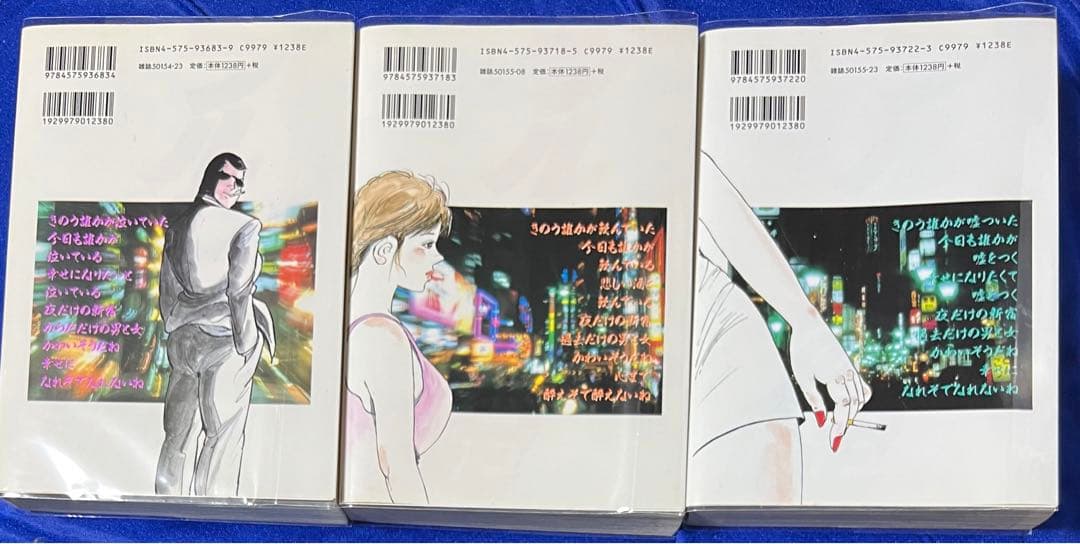 ISBN4-575-93683-9 C9979 ¥1238E
9784575936834
雑誌50154-23 定価:本体1238円+税
1929979012380
きのう誰かが泣いていた
今日も誰かが
泣いている
幸せになりたいと
泣いている
夜だけの新宿
からだけの男と女
かわいそうだね
幸せに
なれそでなれないね
ISBN4-575-93718-5 C9979 ¥1238E
9784575937183
雑誌50155-08 定価:本体1238円+税
1929979012380
きのう誰かが飲んでいた
今日も誰かが
飲んでいる
悲しい酒を
飲んでいた
夜だけの新宿
過去だけの男と女
かわいそうだね
酔えそで酔えないね
ISBN4-575-93722-3 C9979 ¥1238E
9784575937220
雑誌50155-23 定価:本体1238円+税
1929979012380
きのう誰かが嘘ついた
今日も誰かが
嘘をつく
幸せになりたくて
嘘をつく
夜だけの新宿
過去だけの男と女
かわいそうだね
幸せに
なれそでなれないね